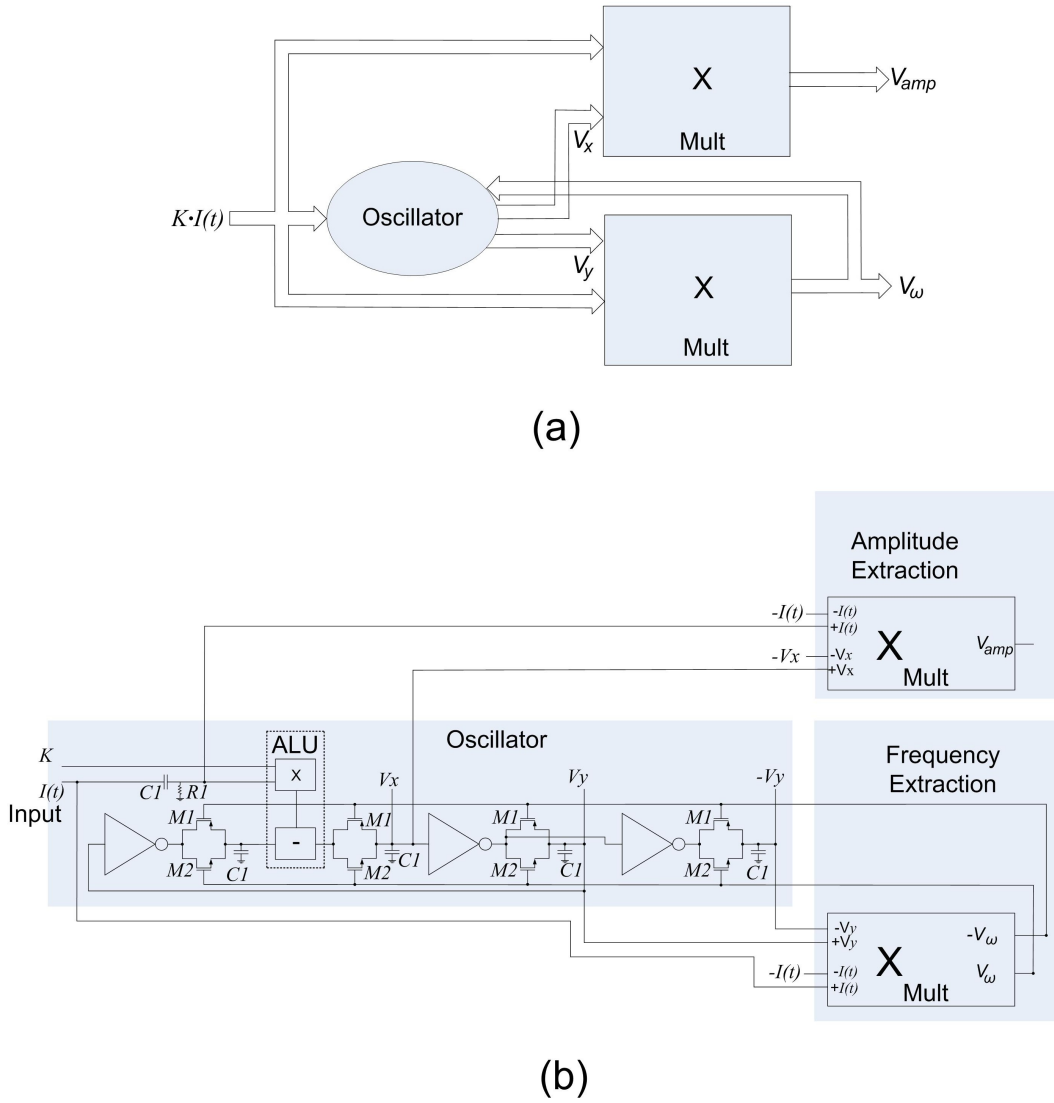 X
Mult
V_amp
V_x
Oscillator
K·I(t)
V_y
X
Mult
V_ω
(a)
Amplitude
Extraction
-I(t)
-I(t)
+I(t)
X
Mult
V_amp
-Vx
-Vx
+Vx
Oscillator
ALU
K
I(t)
Input
C1
R1
X
-
Vx
Vy
-Vy
M1
M1
M1
M1
M2
M2
M2
M2
C1
C1
C1
C1
Frequency
Extraction
-Vy
+Vy
-I(t)
-I(t)
+I(t)
X
Mult
-V_ω
V_ω
(b)